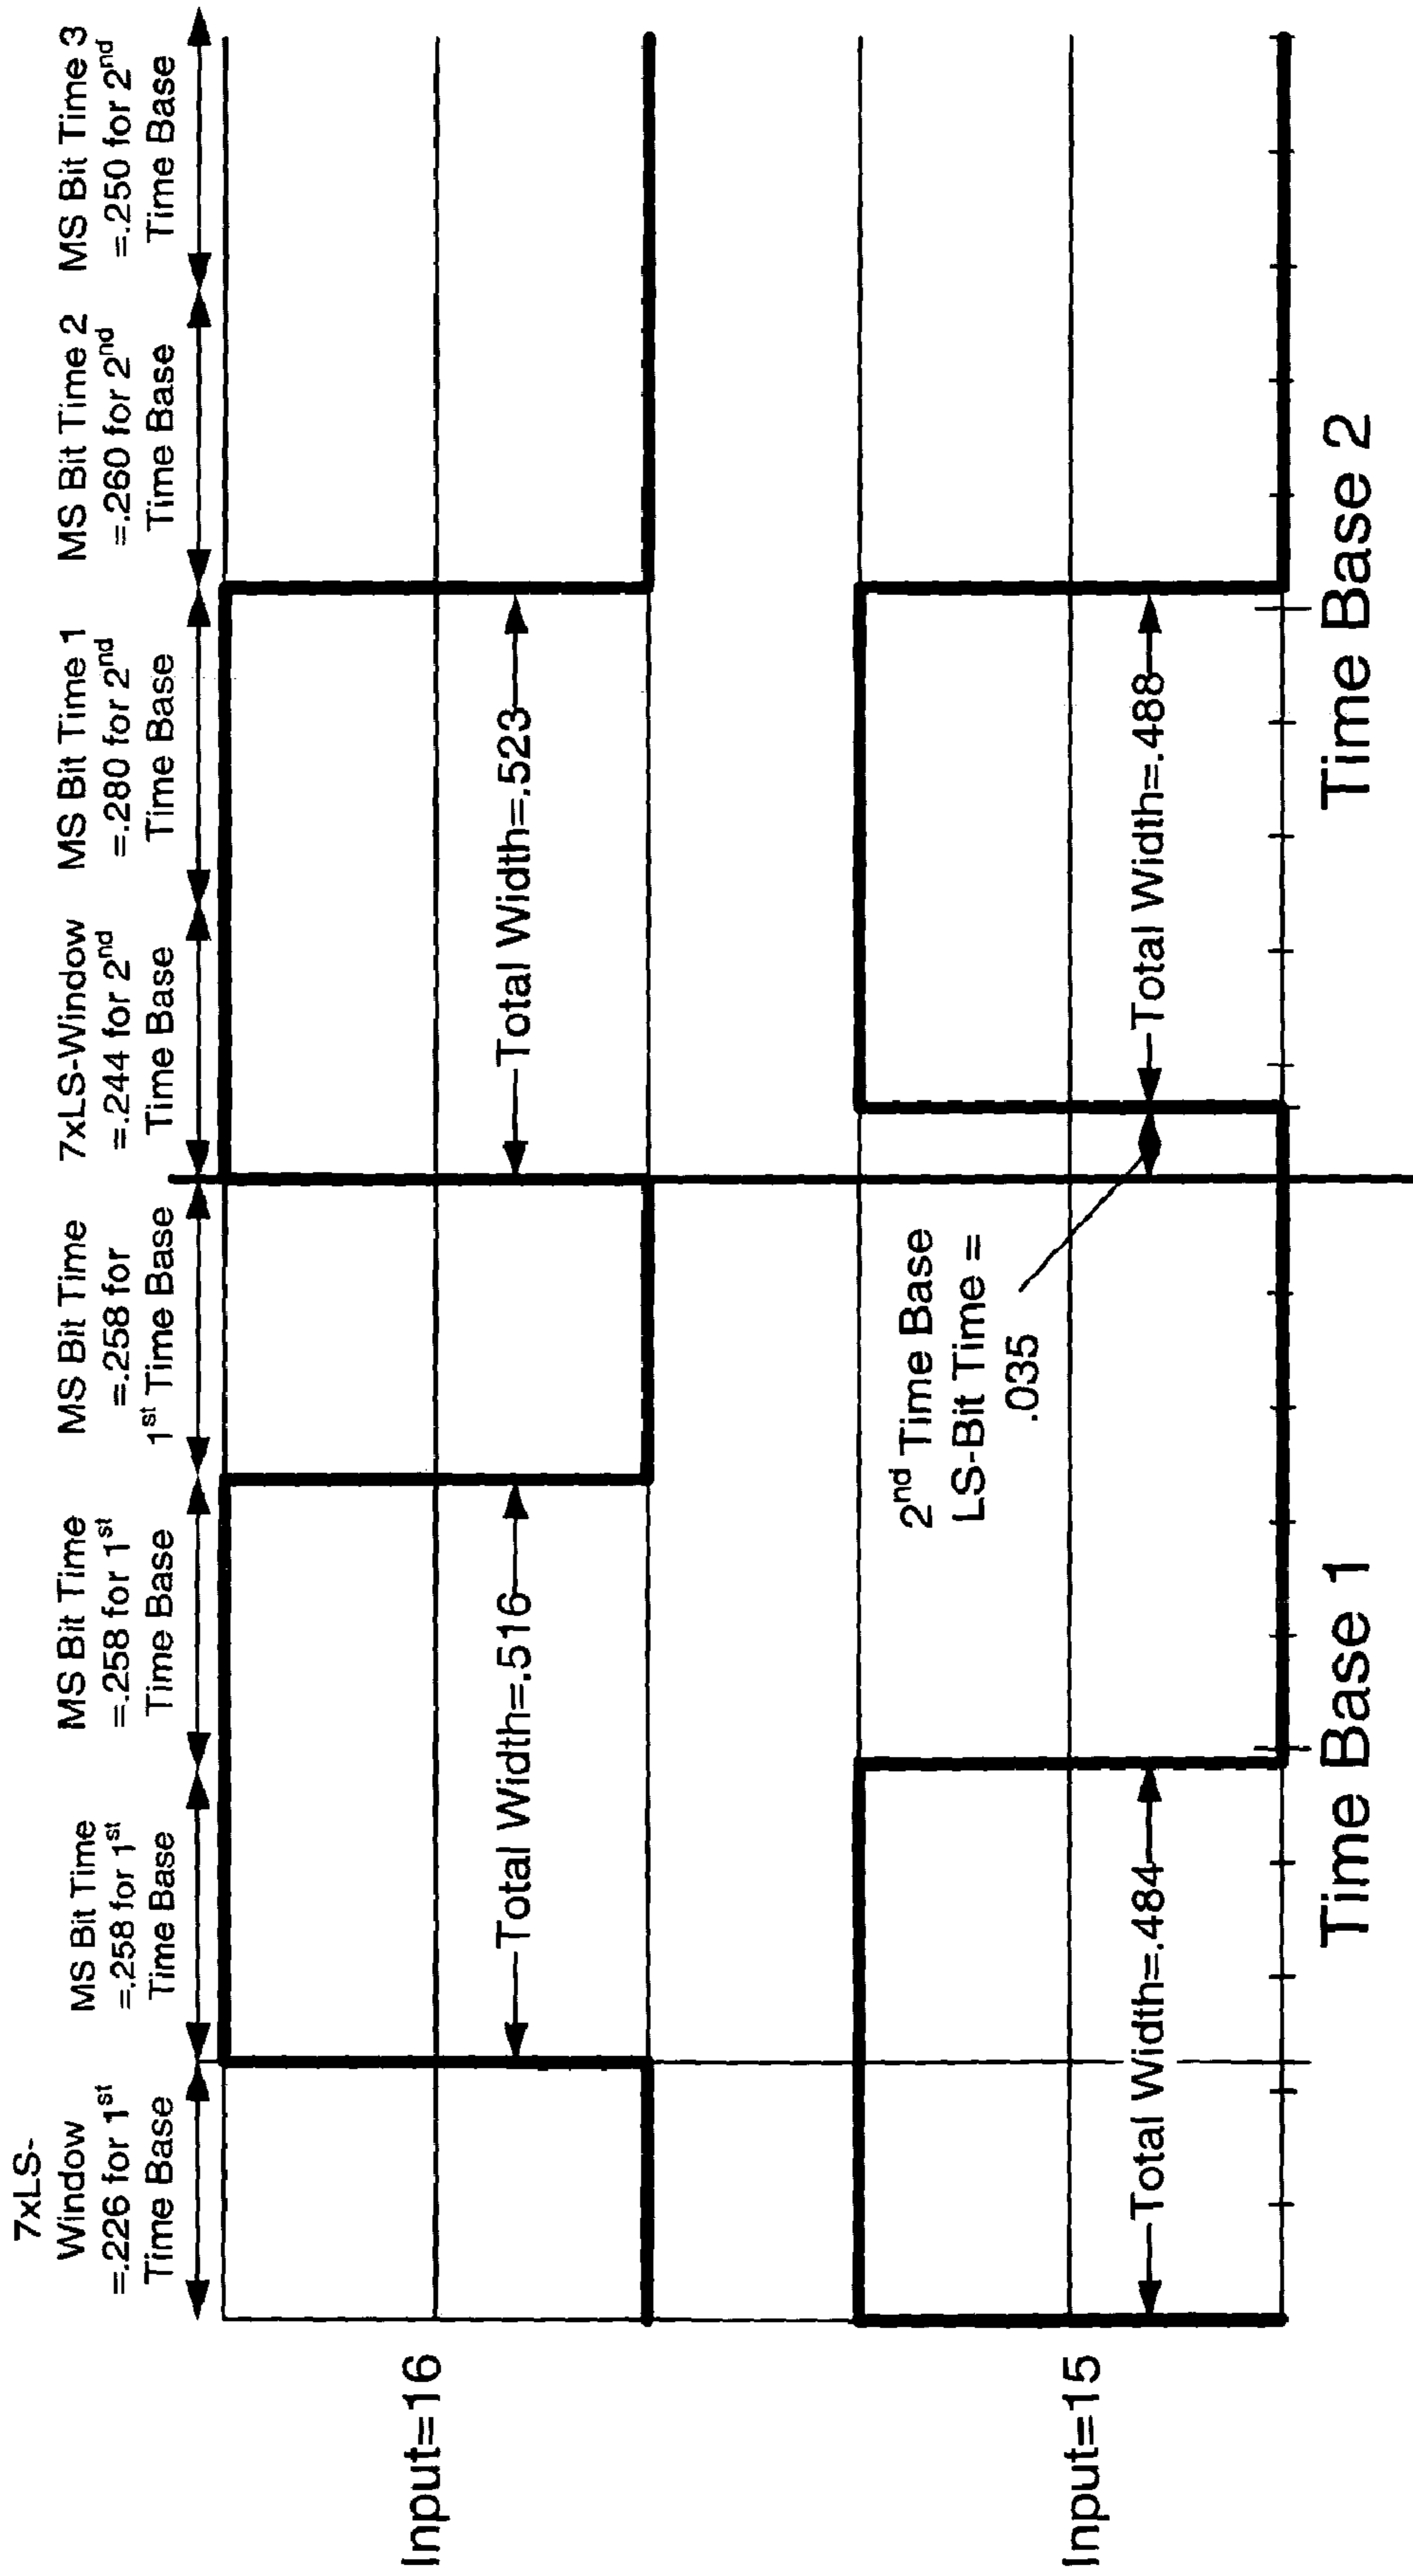 7xLS-
Window
=.226 for 1st
Time Base
MS Bit Time
=.258 for 1st
Time Base
MS Bit Time
=.258 for 1st
Time Base
MS Bit Time
=.258 for
1st Time Base
7xLS-Window
=.244 for 2nd
Time Base
MS Bit Time 1
=.280 for 2nd
Time Base
MS Bit Time 2
=.260 for 2nd
Time Base
MS Bit Time 3
=.250 for 2nd
Time Base
Input=16
Total Width=.516
Total Width=.523
Input=15
Total Width=.484
2nd Time Base
LS-Bit Time =
.035
Total Width=.488
Time Base 1
Time Base 2